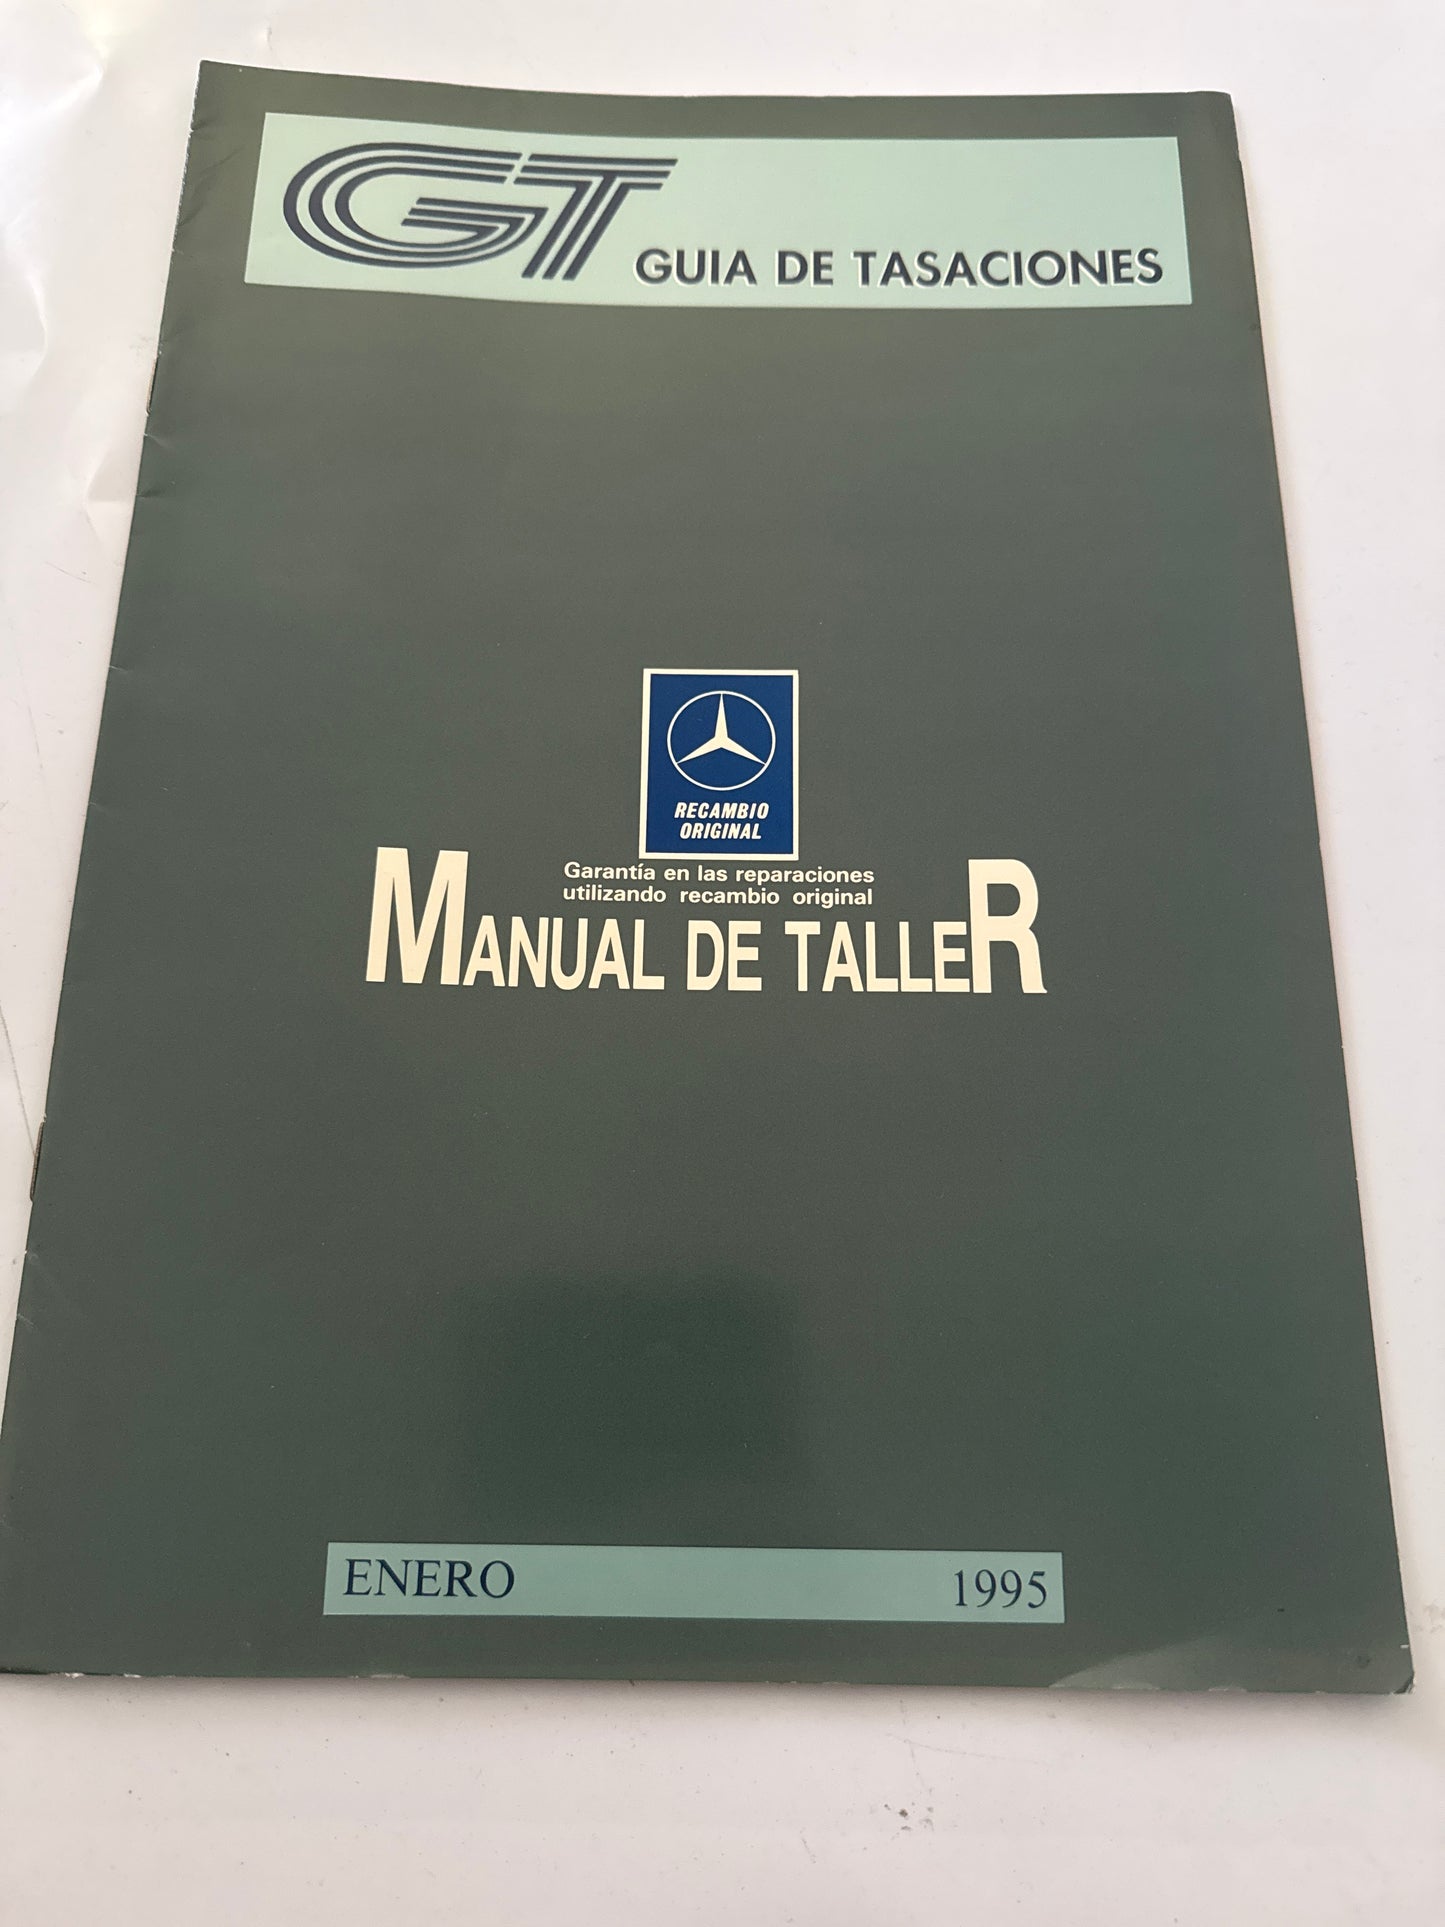 GT GUIA DE TASACIONES
RECAMBIO
ORIGINAL
Garantía en las reparaciones
utilizando recambio original
MANUAL DE TALLER
ENERO 1995